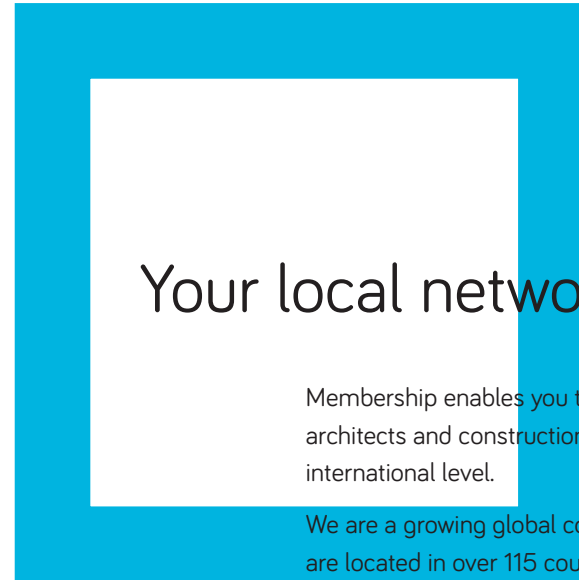 Your local netwo
Membership enables you t
architects and construction
international level.
We are a growing global co
are located in over 115 cou